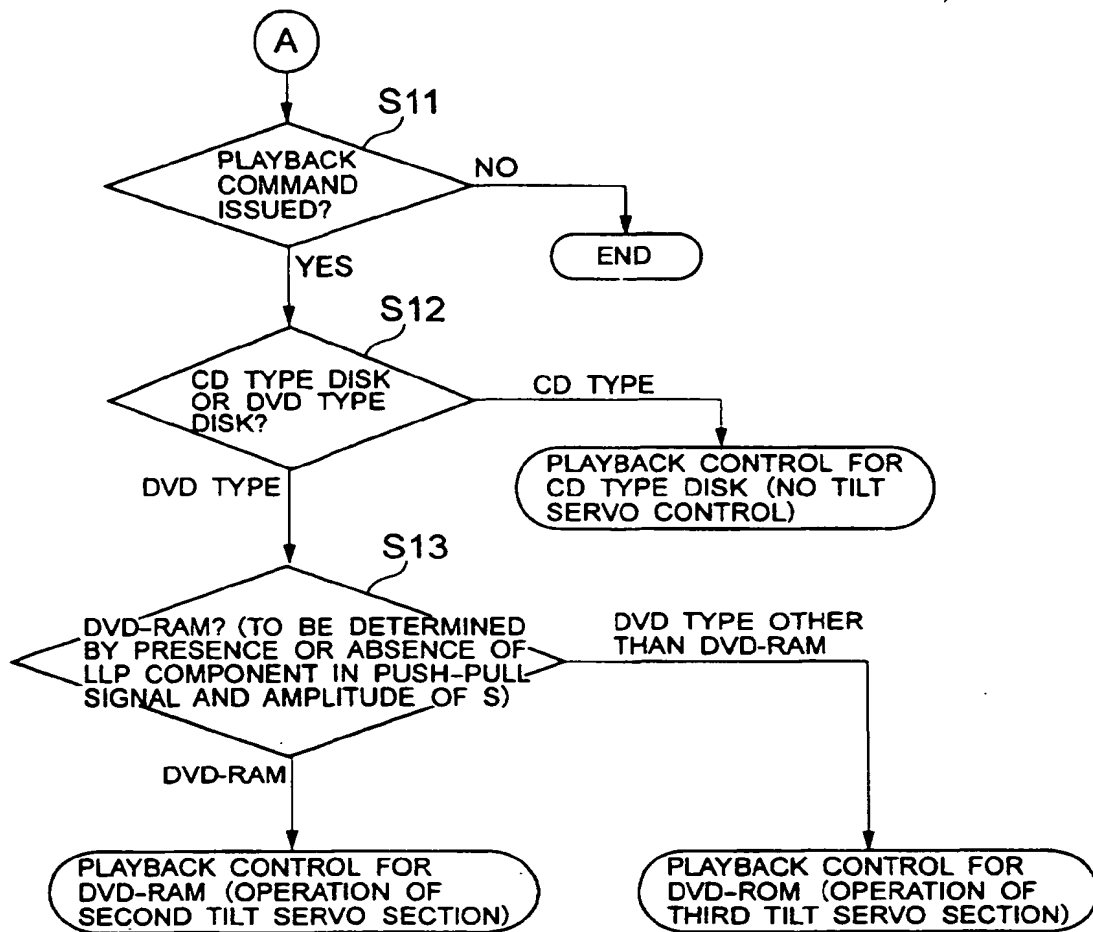 A
S11
PLAYBACK
COMMAND
ISSUED?
NO
END
YES
S12
CD TYPE DISK
OR DVD TYPE
DISK?
CD TYPE
PLAYBACK CONTROL FOR
CD TYPE DISK (NO TILT
SERVO CONTROL)
DVD TYPE
S13
DVD-RAM? (TO BE DETERMINED
BY PRESENCE OR ABSENCE OF
LLP COMPONENT IN PUSH-PULL
SIGNAL AND AMPLITUDE OF S)
DVD TYPE OTHER
THAN DVD-RAM
DVD-RAM
PLAYBACK CONTROL FOR
DVD-RAM (OPERATION OF
SECOND TILT SERVO SECTION)
PLAYBACK CONTROL FOR
DVD-ROM (OPERATION OF
THIRD TILT SERVO SECTION)